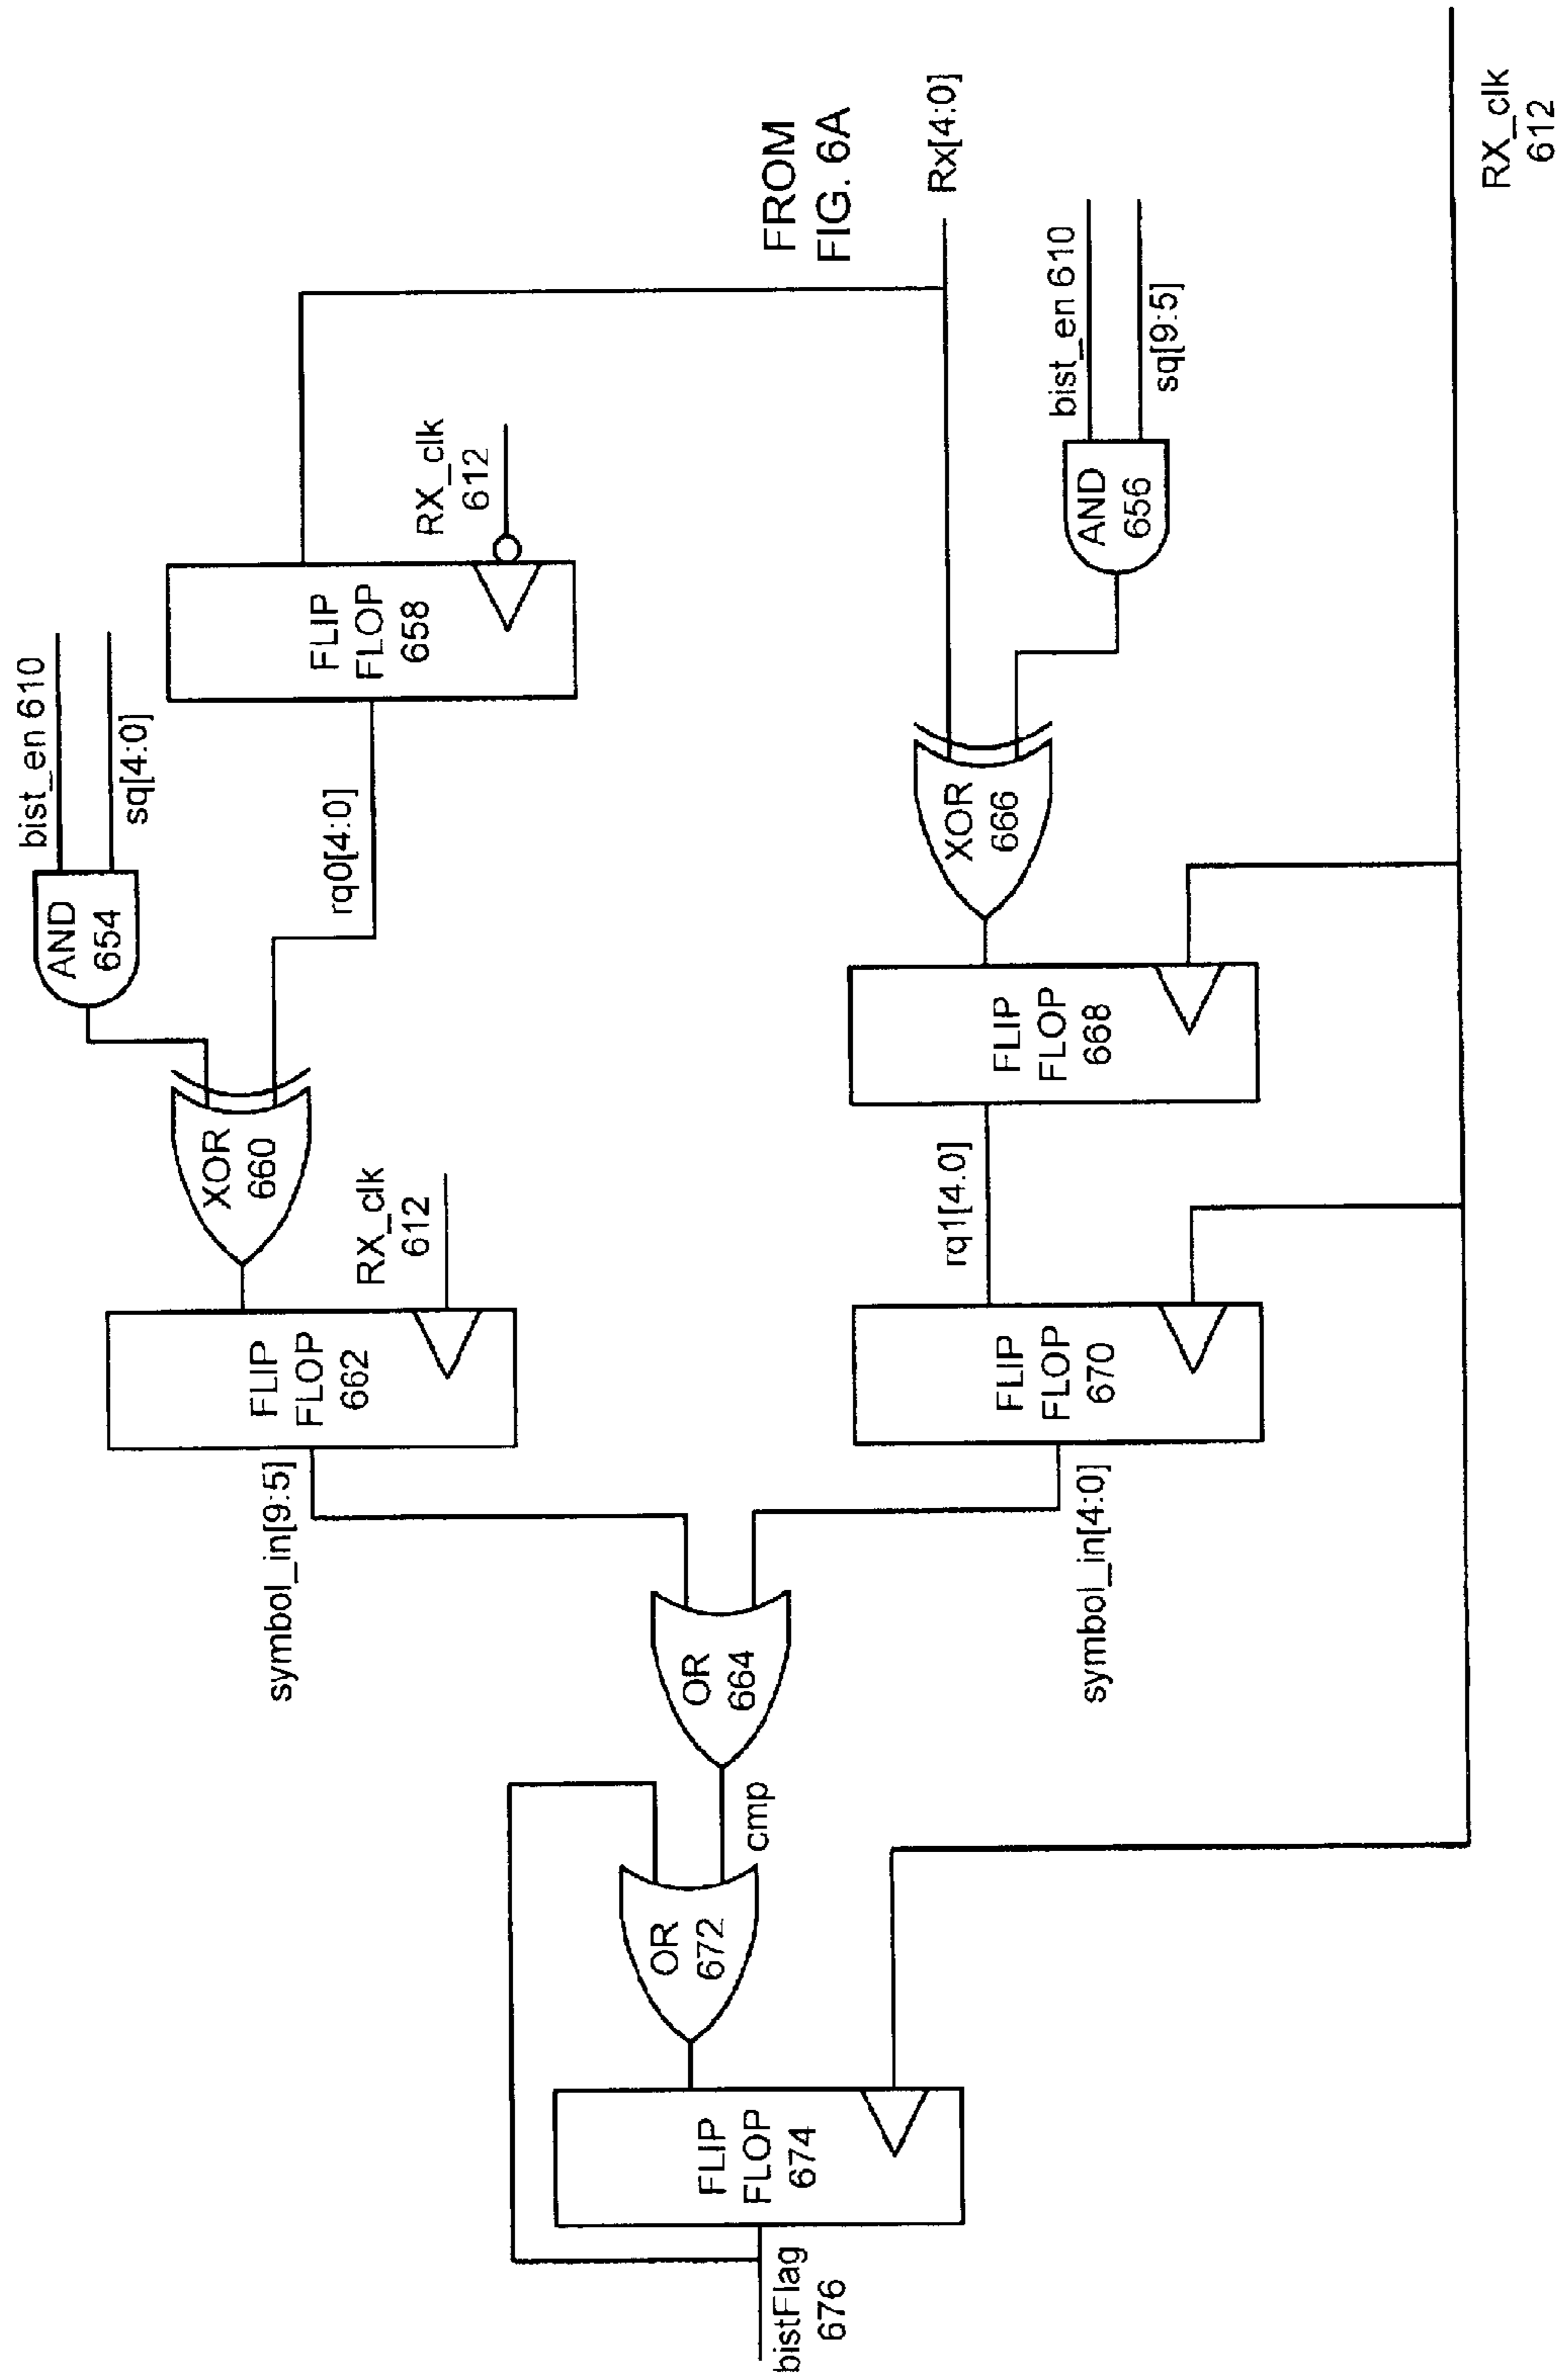 FROM
FIG. 6A
Rx[4:0]
RX_clk
612
bist_en 610
sq[9:5]
AND
656
RX_clk
612
FLIP
FLOP
658
bist_en 610
sq[4:0]
AND
654
rq0[4:0]
XOR
660
XOR
666
FLIP
FLOP
668
rq1[4.0]
RX_clk
612
FLIP
FLOP
662
FLIP
FLOP
670
symbol_in[9:5]
symbol_in[4:0]
OR
664
cmp
OR
672
FLIP
FLOP
674
bistFlag
676